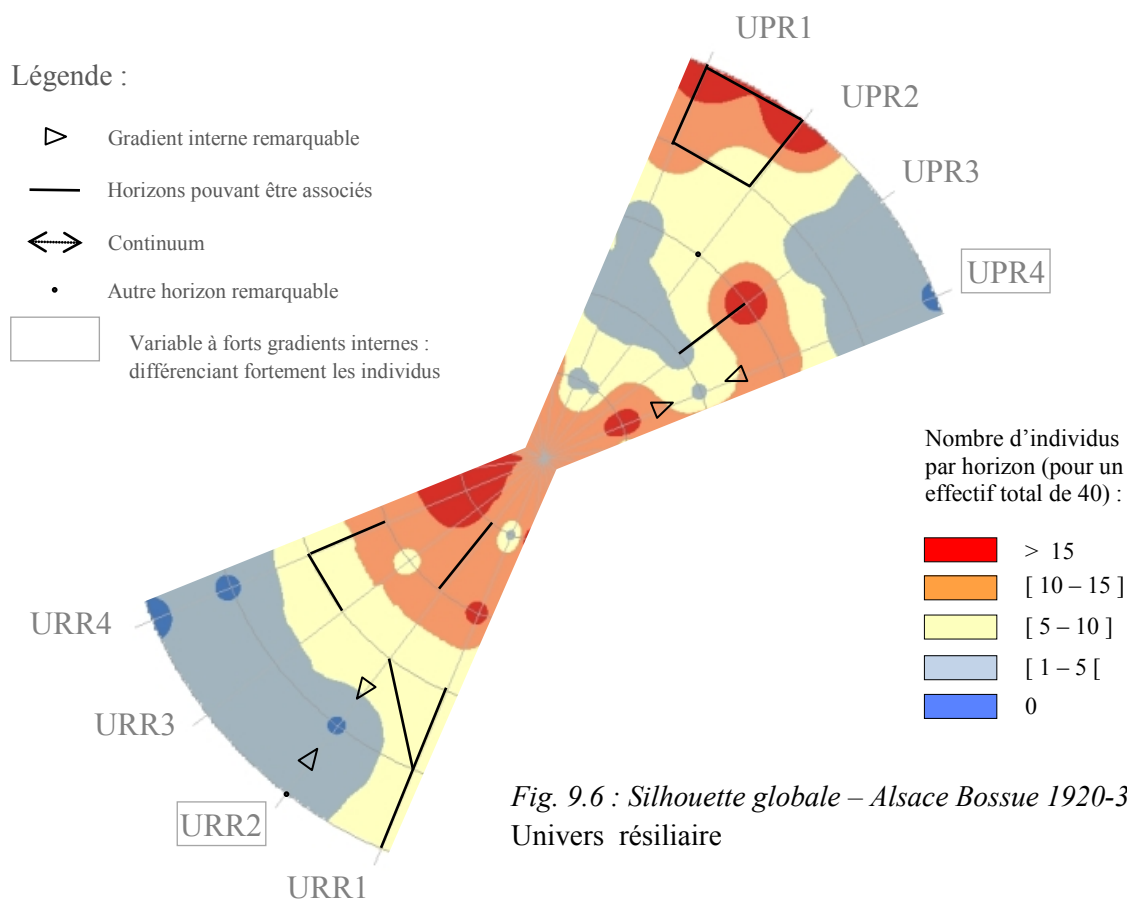 UPR1
Légende :
UPR2
Gradient interne remarquable
UPR3
Horizons pouvant être associés
Continuum
UPR4
Autre horizon remarquable
Variable à forts gradients internes :
différenciant fortement les individus
Nombre d’individus
par horizon (pour un
effectif total de 40) :
> 15
[ 10 – 15 ]
[ 5 – 10 ]
[ 1 – 5 [
0
URR4
URR3
URR2
URR1
Fig. 9.6 : Silhouette globale – Alsace Bossue 1920-3
Univers résiliaire